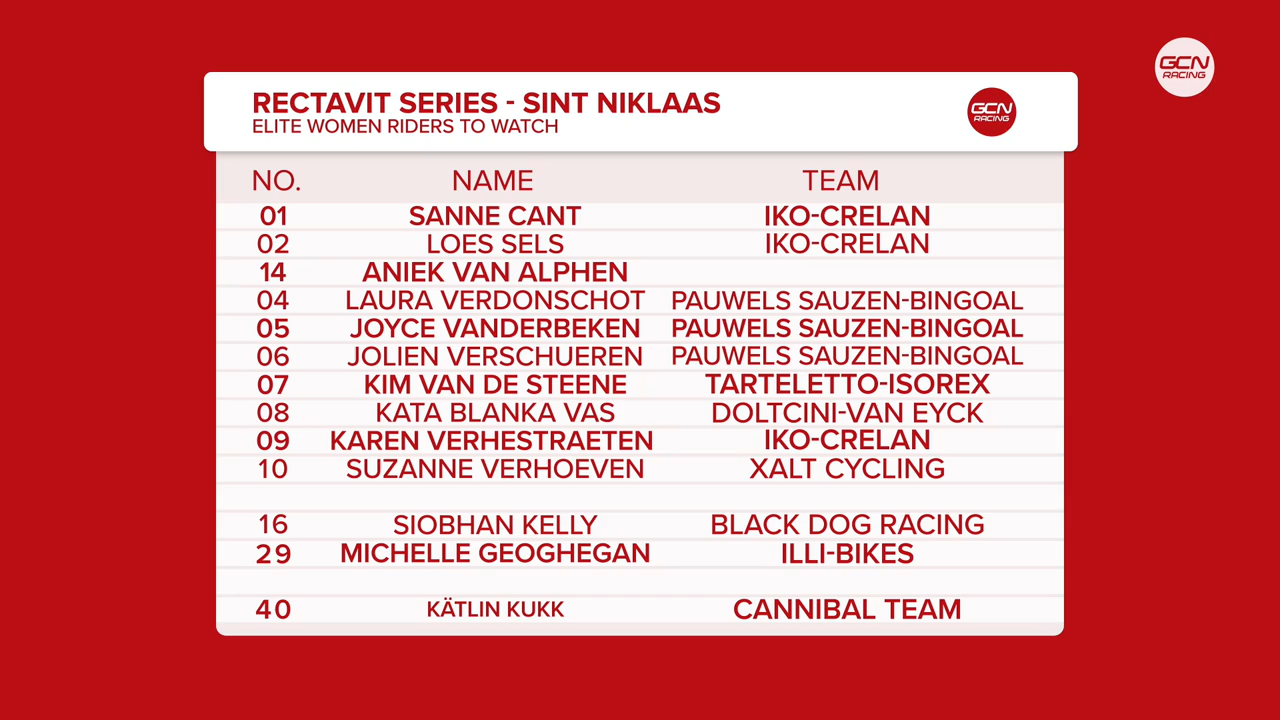 GCN
RACING
RECTAVIT SERIES - SINT NIKLAAS
ELITE WOMEN RIDERS TO WATCH
GCN
RACING
NO. NAME TEAM
01 SANNE CANT IKO-CRELAN
02 LOES SELS IKO-CRELAN
14 ANIEK VAN ALPHEN
04 LAURA VERDONSCHOT PAUWELS SAUZEN-BINGOAL
05 JOYCE VANDERBEKEN PAUWELS SAUZEN-BINGOAL
06 JOLIEN VERSCHUEREN PAUWELS SAUZEN-BINGOAL
07 KIM VAN DE STEENE TARTELETTO-ISOREX
08 KATA BLANKA VAS DOLTCINI-VAN EYCK
09 KAREN VERHESTRAETEN IKO-CRELAN
10 SUZANNE VERHOEVEN XALT CYCLING
16 SIOBHAN KELLY BLACK DOG RACING
29 MICHELLE GEOGHEGAN ILLI-BIKES
40 KÄTLIN KUKK CANNIBAL TEAM